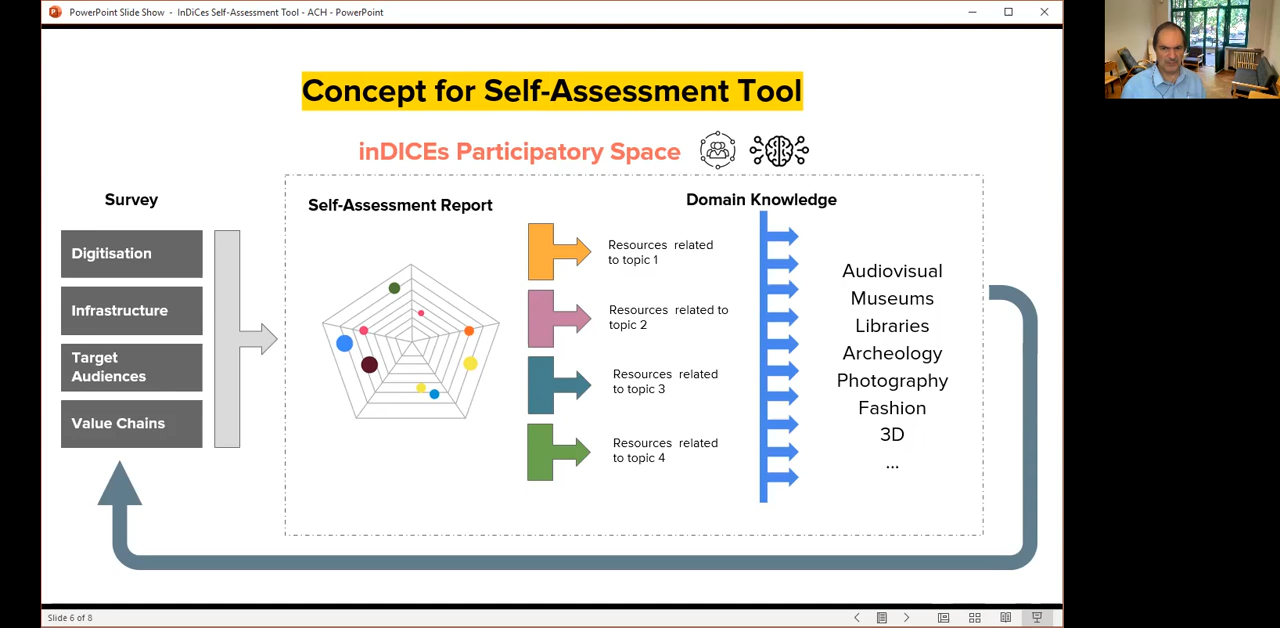 PowerPoint Slide Show - InDiCes Self-Assessment Tool - ACH - PowerPoint
Concept for Self-Assessment Tool
inDICEs Participatory Space
Survey
Digitisation
Infrastructure
Target
Audiences
Value Chains
Self-Assessment Report
Resources related
to topic 1
Resources related to
topic 2
Resources related
to topic 3
Resources related
to topic 4
Domain Knowledge
Audiovisual
Museums
Libraries
Archeology
Photography
Fashion
3D
...
Slide 6 of 8